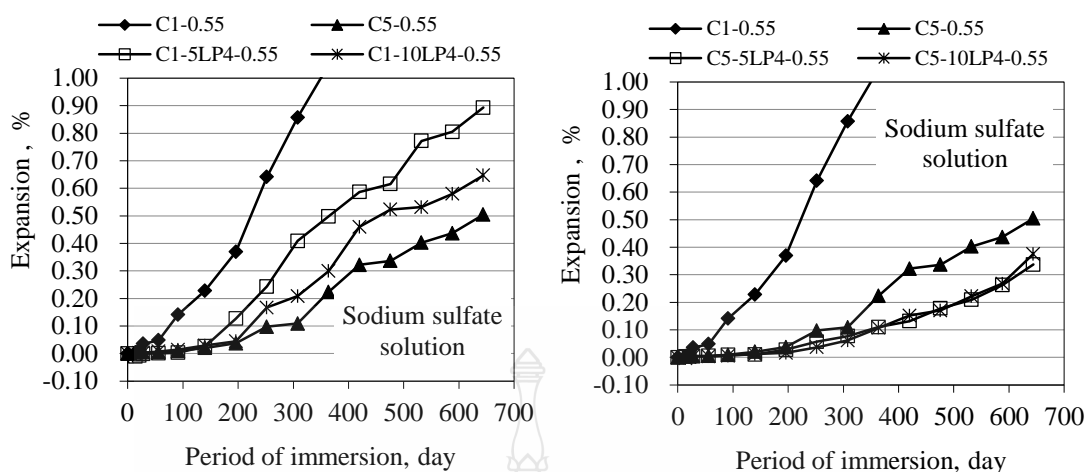 C1-0.55 C5-0.55
C1-5LP4-0.55 C1-10LP4-0.55
1.00
0.90
0.80
0.70
0.60
0.50
0.40
0.30
0.20
0.10
0.00
-0.10
Expansion , %
Sodium sulfate
solution
0 100 200 300 400 500 600 700
Period of immersion, day
C1-0.55 C5-0.55
C5-5LP4-0.55 C5-10LP4-0.55
1.00
0.90
0.80
0.70
0.60
0.50
0.40
0.30
0.20
0.10
0.00
-0.10
Expansion , %
Sodium sulfate
solution
0 100 200 300 400 500 600 700
Period of immersion, day